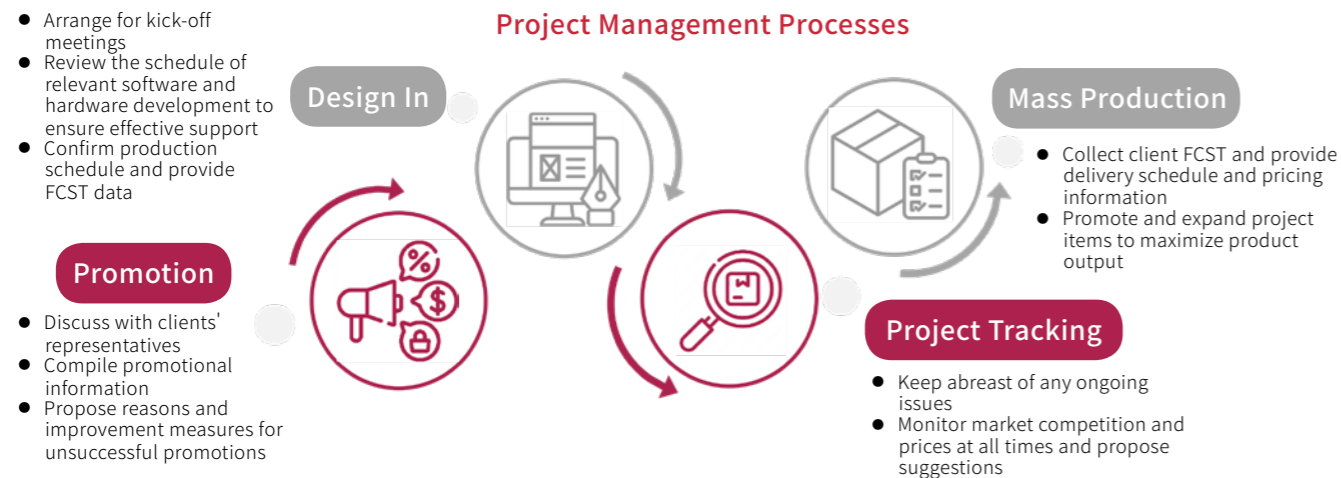 Project Management Processes
● Arrange for kick-off
meetings
● Review the schedule of
relevant software and
hardware development to
ensure effective support
● Confirm production
schedule and provide
FCST data
Design In
Mass Production
● Collect client FCST and provide
delivery schedule and pricing
information
● Promote and expand project
items to maximize product
output
Promotion
● Discuss with clients'
representatives
● Compile promotional
information
● Propose reasons and
improvement measures for
unsuccessful promotions
%
$
Project Tracking
● Keep abreast of any ongoing
issues
● Monitor market competition and
prices at all times and propose
suggestions